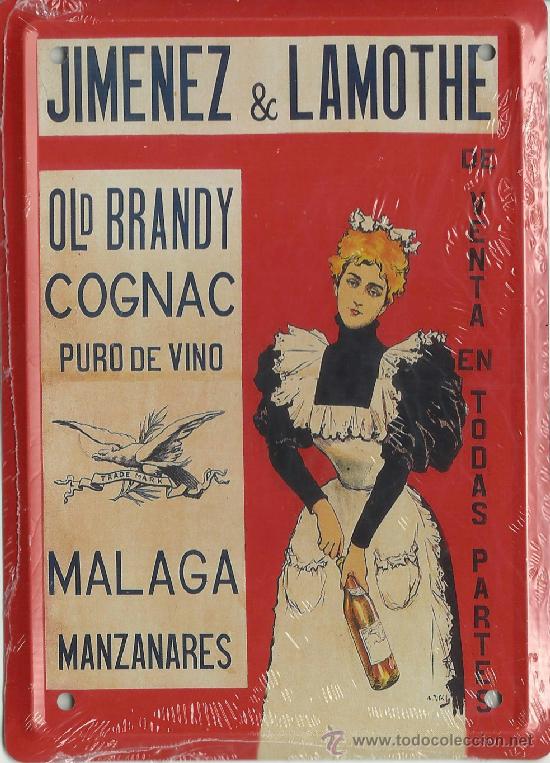 JIMENEZ & LAMOTHE
OLD BRANDY
COGNAC
PURO DE VINO
TRADE MARK
MALAGA
MANZANARES
DE VENTA EN TODAS PARTES
todocoleccion
www.todocoleccion.net